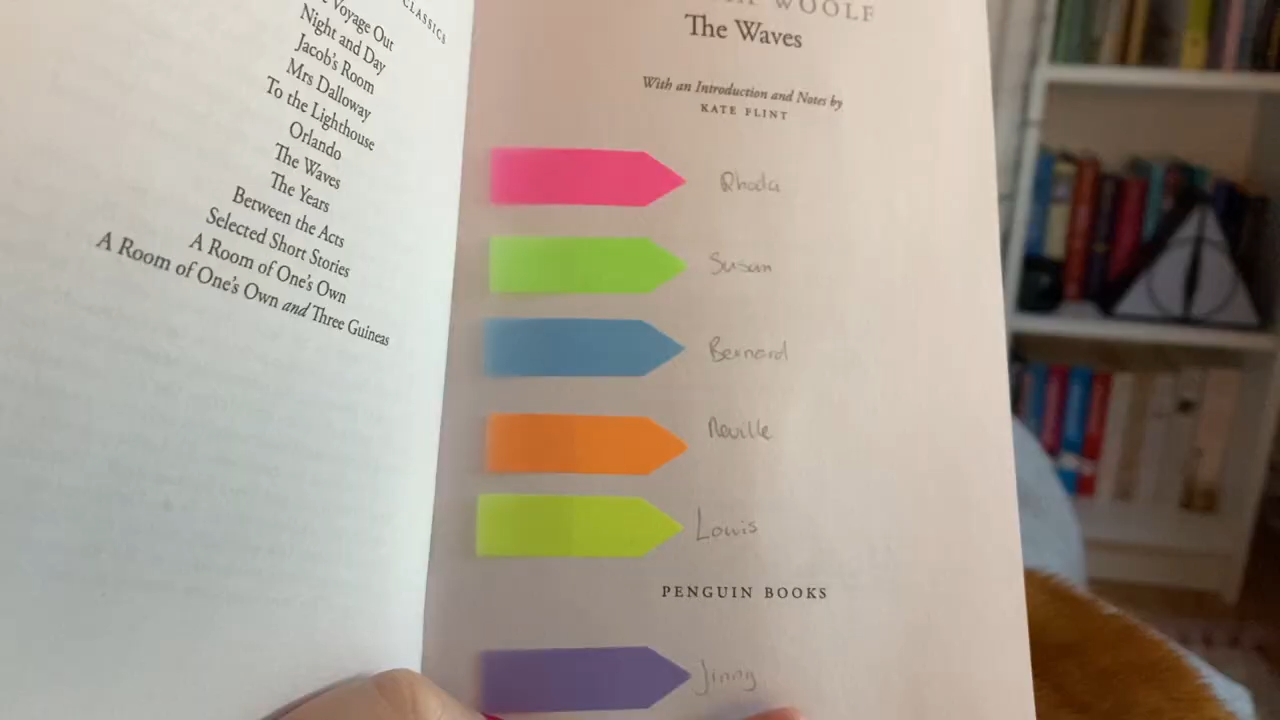 CLASSICS
Voyage Out
Night and Day
Jacob's Room
Mrs Dalloway
To the Lighthouse
Orlando
The Waves
The Years
Between the Acts
Selected Short Stories
A Room of One's Own
A Room of One's Own and Three Guineas
WOOLF
The Waves
With an Introduction and Notes by
KATE FLINT
Rhoda
Susan
Bernard
Neville
Louis
PENGUIN BOOKS
Jinny